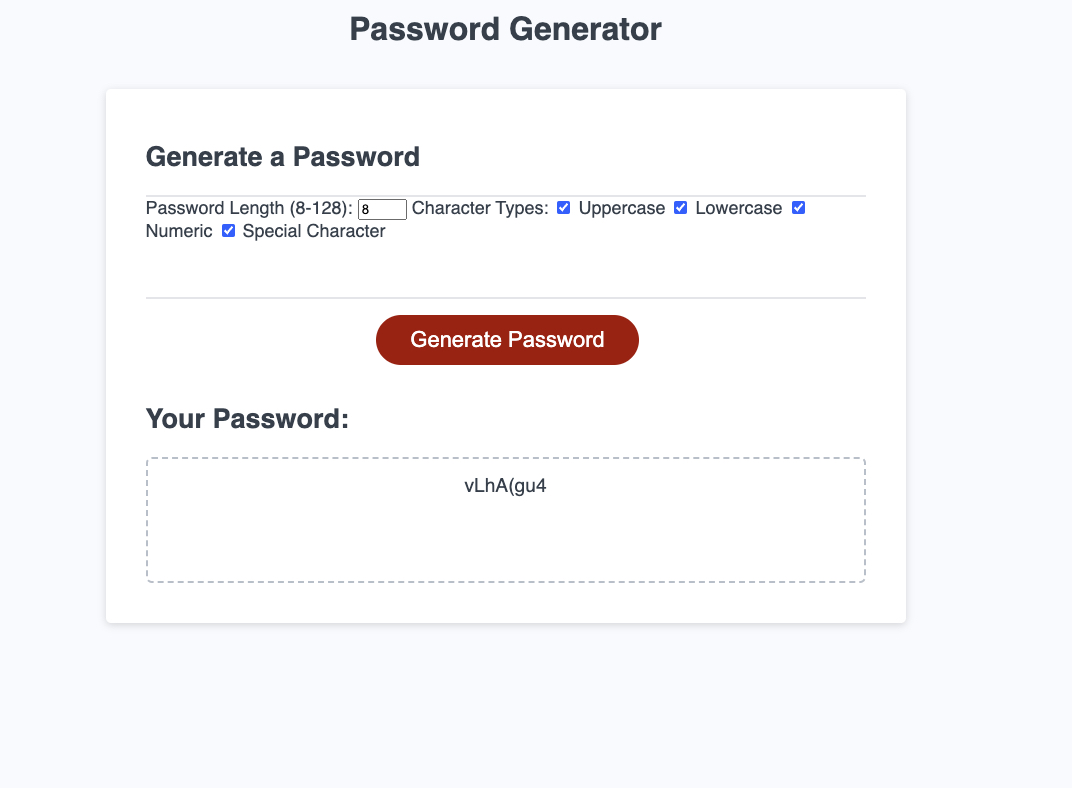 Password Generator
Generate a Password
Password Length (8-128): 8 Character Types: Uppercase Lowercase
Numeric Special Character
Generate Password
Your Password:
vLhA(gu4